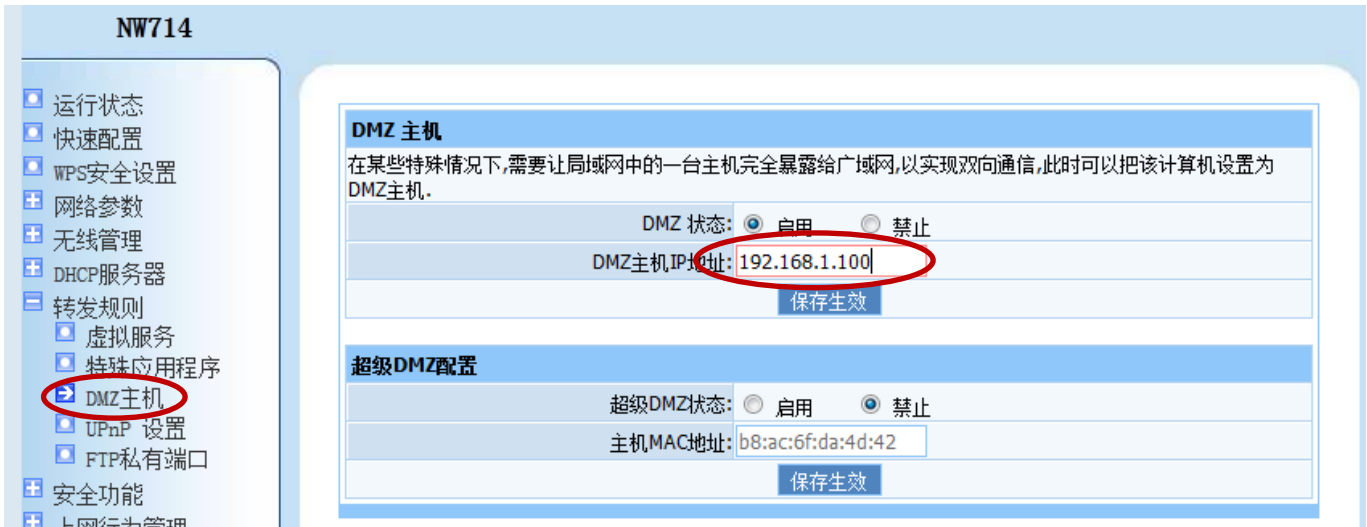 NW714
运行状态
快速配置
WPS安全设置
网络参数
无线管理
DHCP服务器
转发规则
虚拟服务
特殊应用程序
DMZ主机
UPnP 设置
FTP私有端口
安全功能
上网行为管理
DMZ 主机
在某些特殊情况下,需要让局域网中的一台主机完全暴露给广域网,以实现双向通信,此时可以把该计算机设置为
DMZ主机.
DMZ 状态: 启用 禁止
DMZ主机IP地址: 192.168.1.100
保存生效
超级DMZ配置
超级DMZ状态: 启用 禁止
主机MAC地址: b8:ac:6f:da:4d:42
保存生效